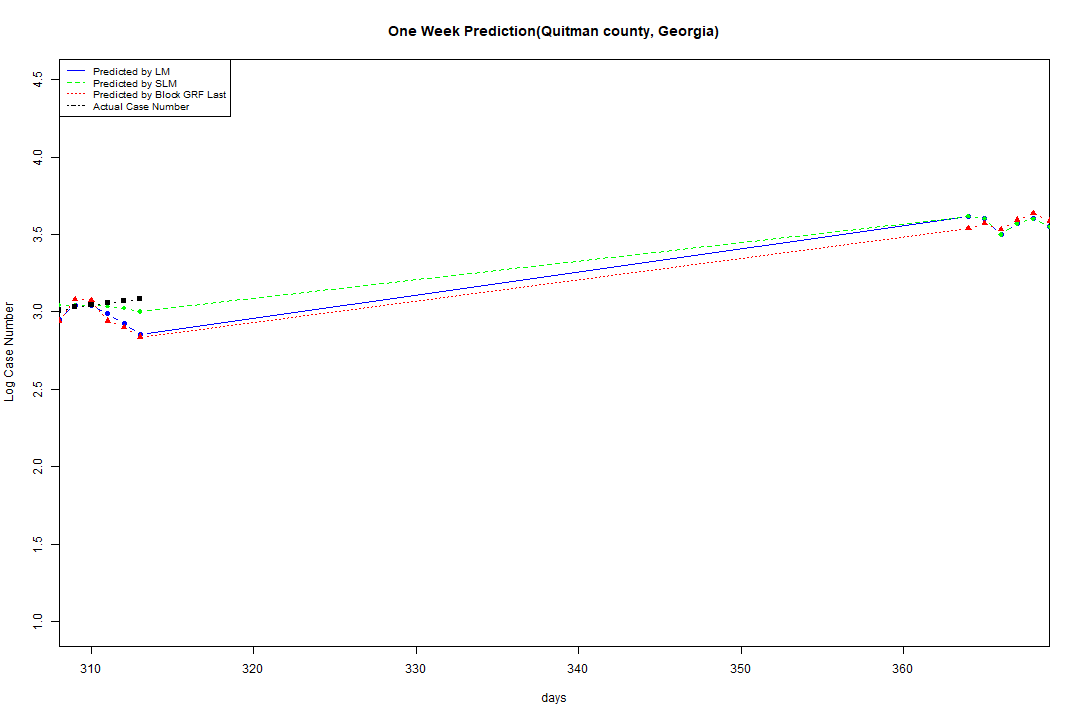 One Week Prediction(Quitman county, Georgia)
Predicted by LM
Predicted by SLM
Predicted by Block GRF Last
Actual Case Number
4.5
4.0
3.5
3.0
2.5
2.0
1.5
1.0
Log Case Number
310 320 330 340 350 360
days